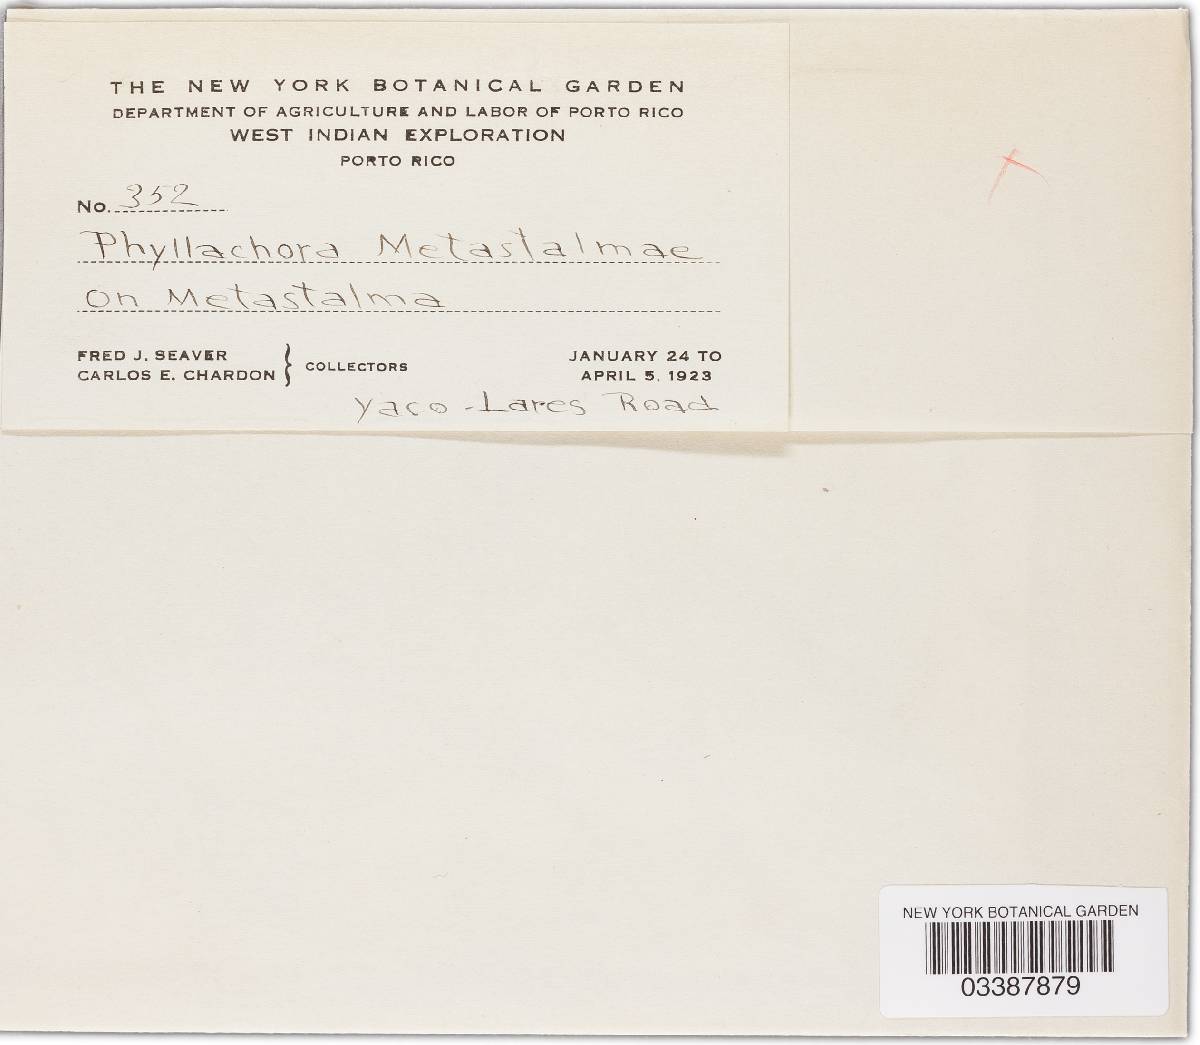 THE NEW YORK BOTANICAL GARDEN
DEPARTMENT OF AGRICULTURE AND LABOR OF PORTO RICO
WEST INDIAN EXPLORATION
PORTO RICO
No. 352
Phyllachora Metastalmae
on Metastalma
FRED J. SEAVER
CARLOS E. CHARDON } COLLECTORS
JANUARY 24 TO
APRIL 5, 1923
Yaco-Lares Road
NEW YORK BOTANICAL GARDEN
03387879